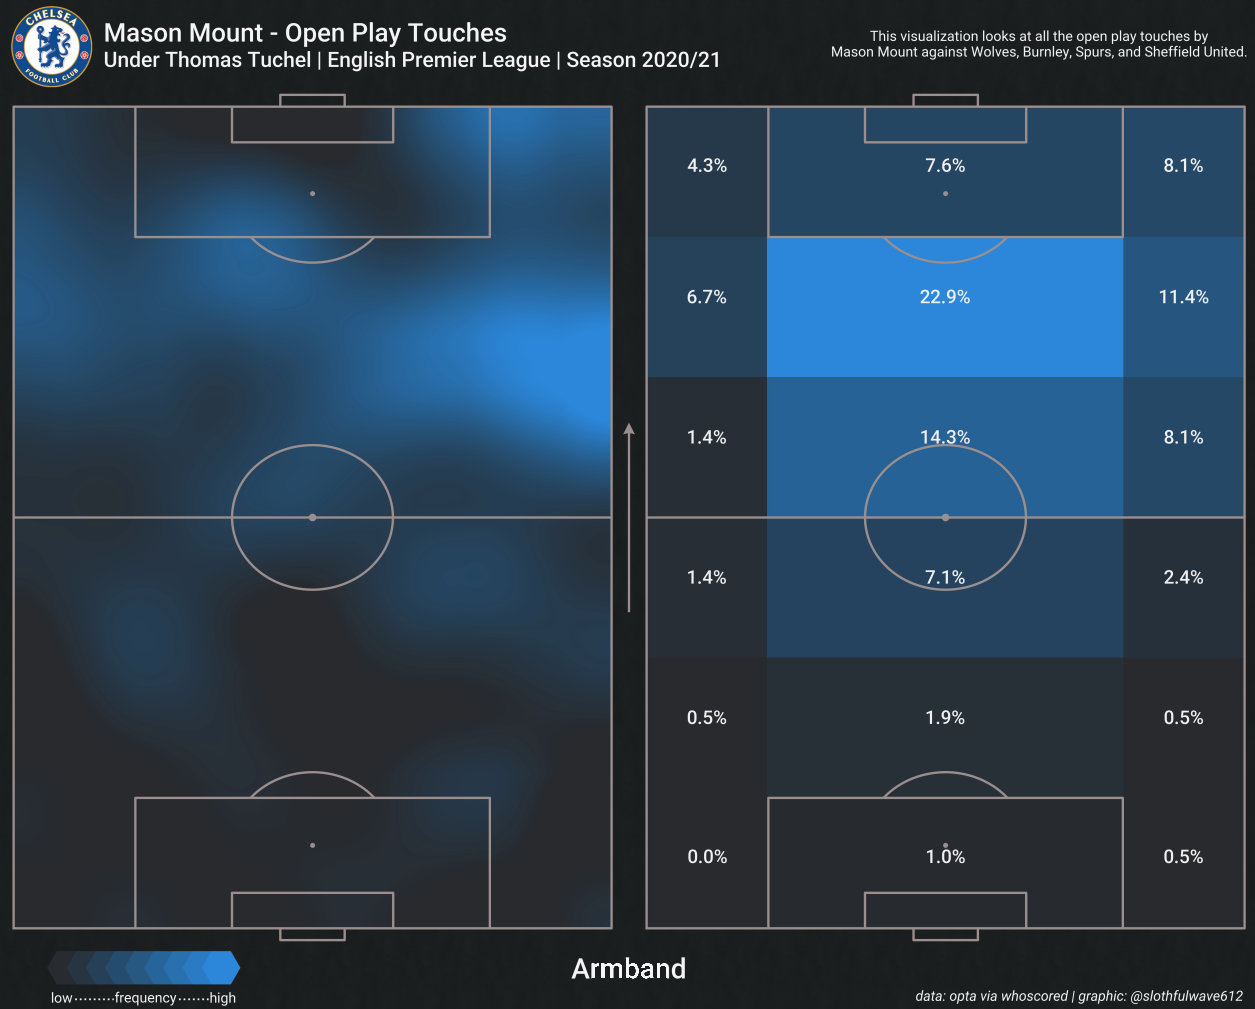 CHELSEA
FOOTBALL CLUB
Mason Mount - Open Play Touches
Under Thomas Tuchel | English Premier League | Season 2020/21
This visualization looks at all the open play touches by
Mason Mount against Wolves, Burnley, Spurs, and Sheffield United.
4.3% 7.6% 8.1%
6.7% 22.9% 11.4%
1.4% 14.3% 8.1%
1.4% 7.1% 2.4%
0.5% 1.9% 0.5%
0.0% 1.0% 0.5%
low·········frequency·······high
Armband
data: opta via whoscored | graphic: @slothfulwave612